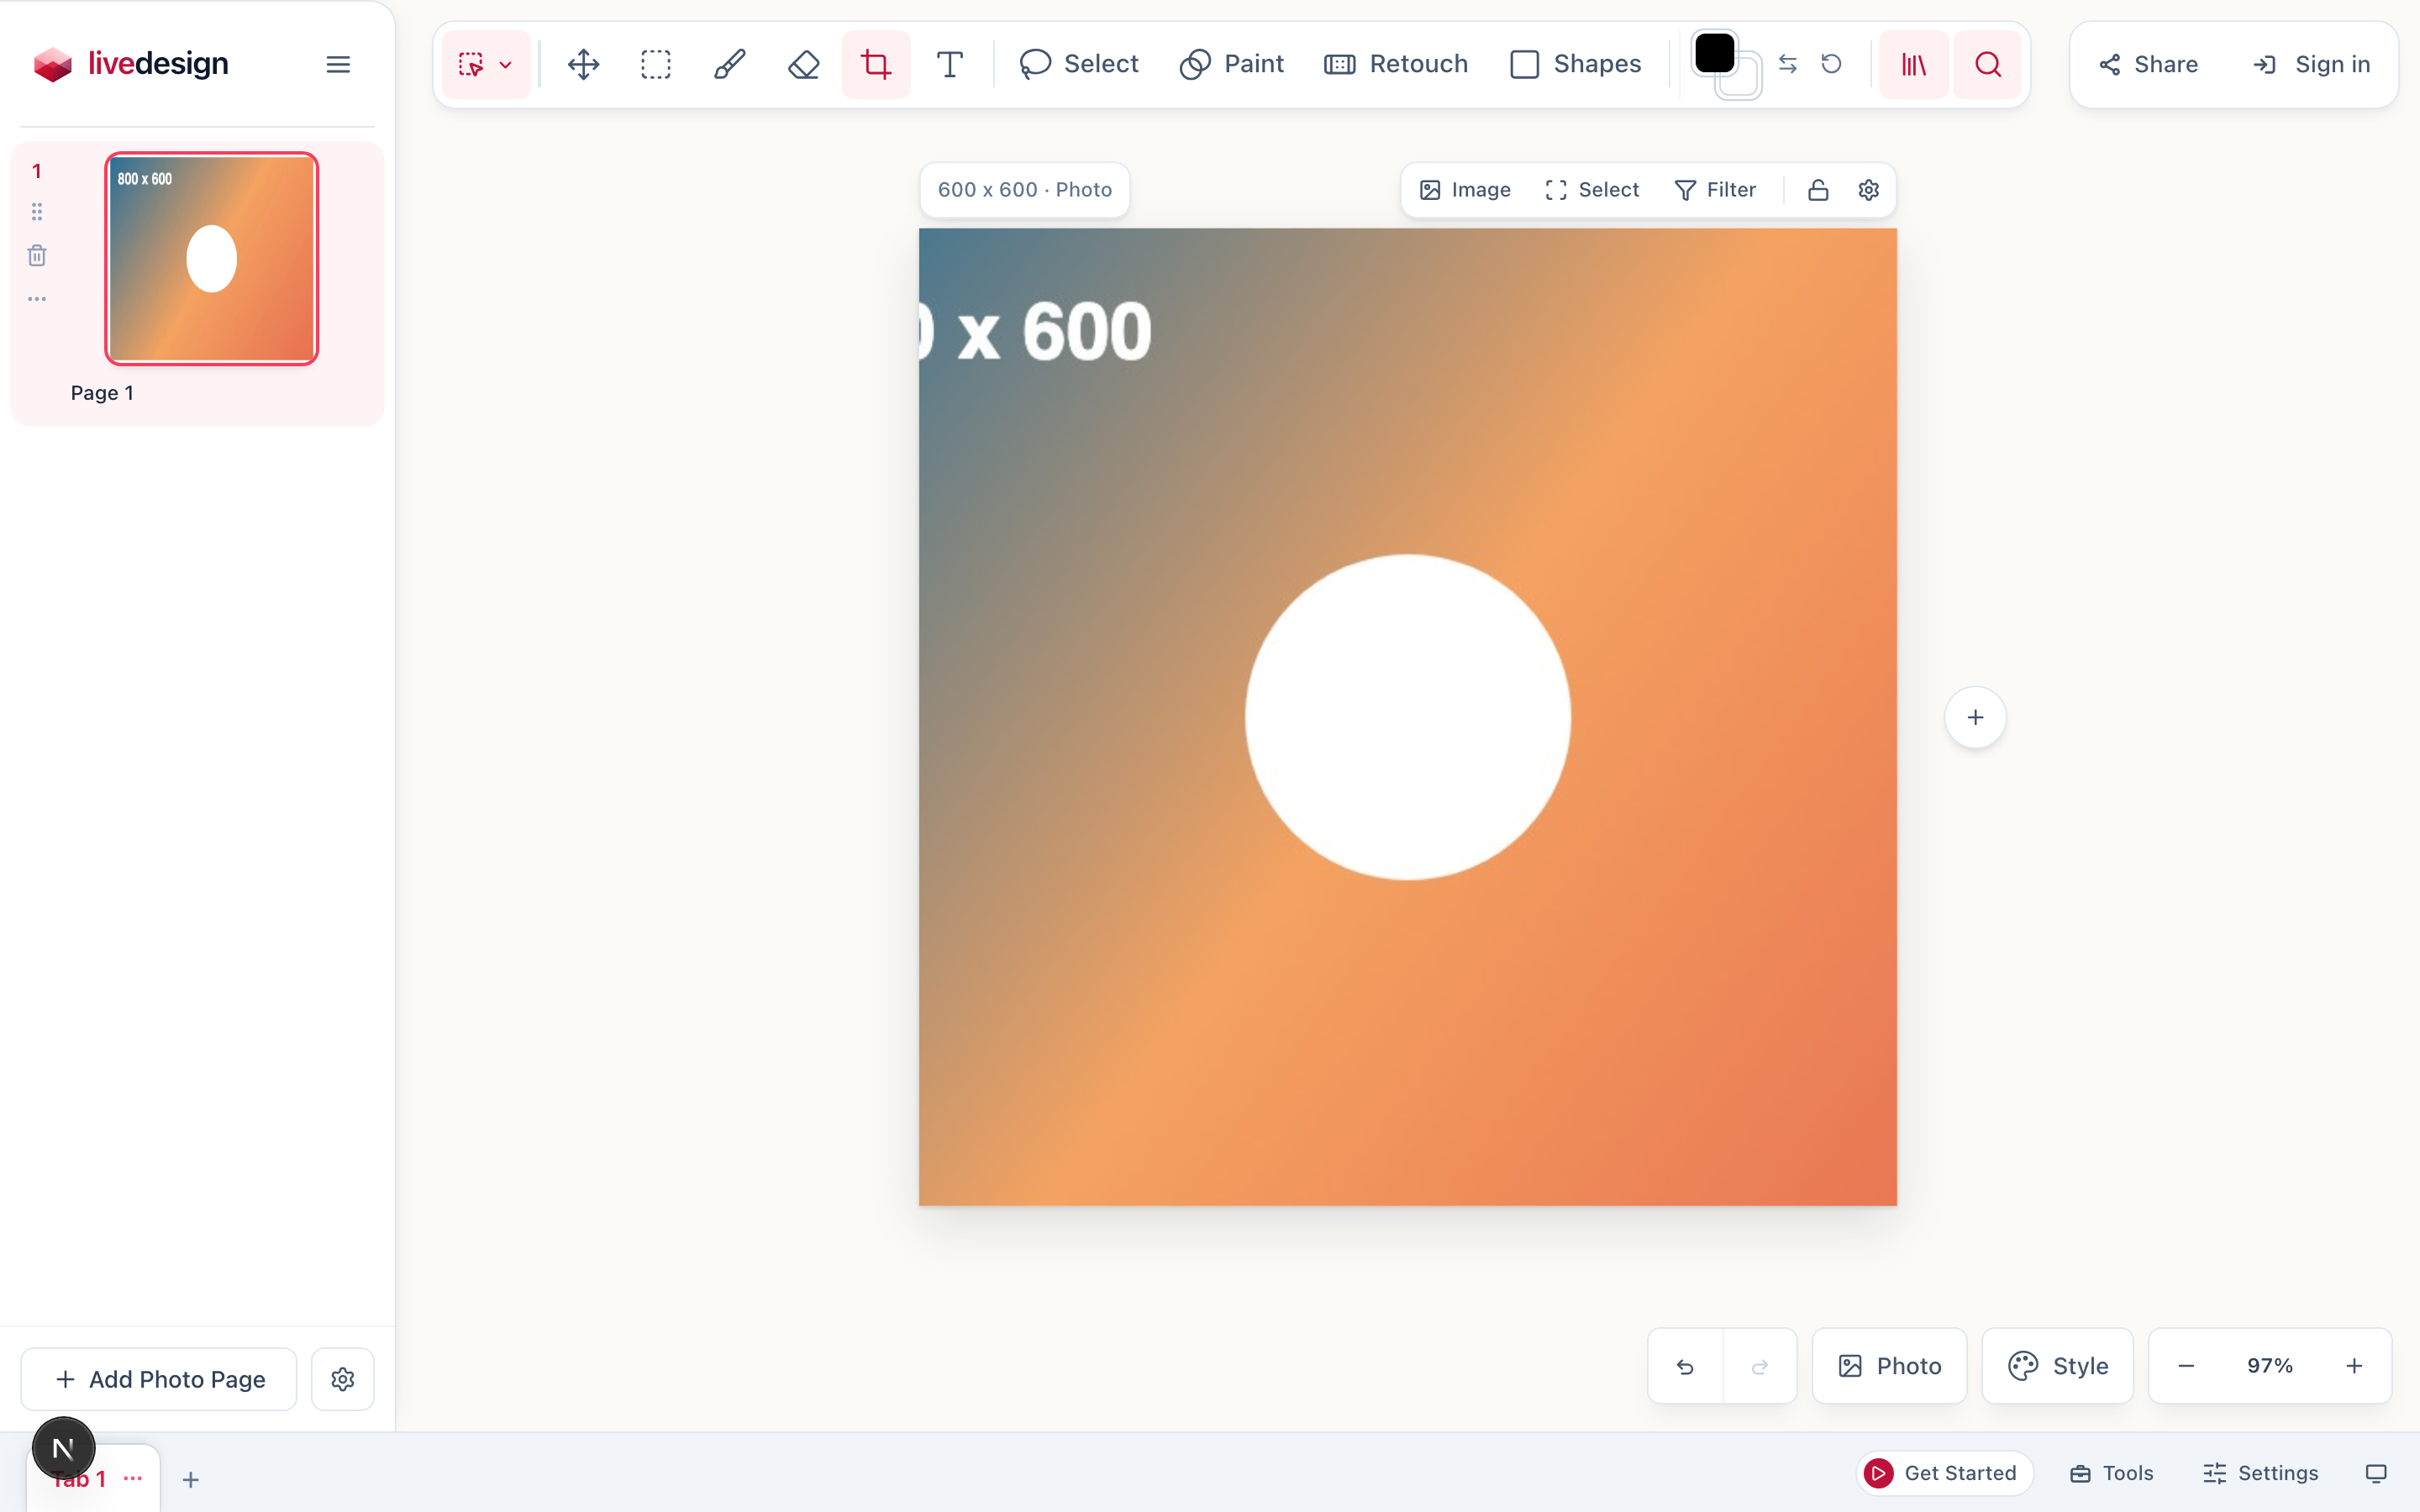 livedesign
Select
Paint
Retouch
Shapes
Share
Sign in
1
800 x 600
Page 1
600 x 600 · Photo
Image
Select
Filter
x 600
Add Photo Page
Photo
Style
97%
N
Tab 1
Get Started
Tools
Settings